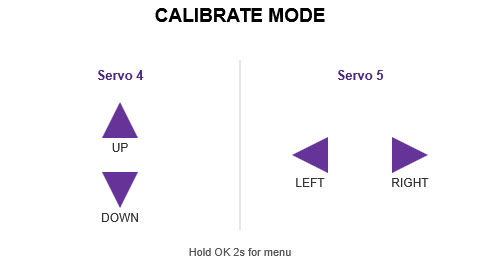 CALIBRATE MODE
Servo 4
UP
DOWN
Servo 5
LEFT
RIGHT
Hold OK 2s for menu